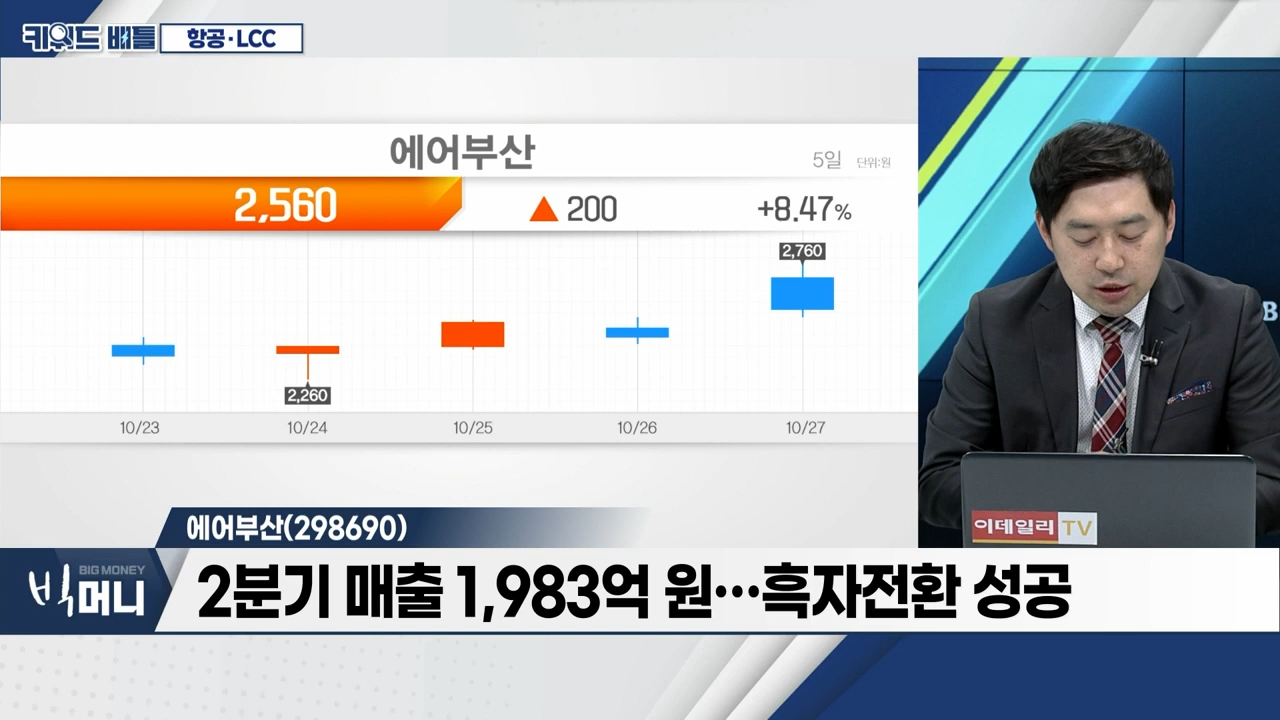 키워드 배틀 항공·LCC
에어부산
5일 단위:원
2,560 ▲ 200 +8.47%
2,760
2,260
10/23 10/24 10/25 10/26 10/27
B
이데일리 TV
에어부산(298690)
BIG MONEY
빅머니
2분기 매출 1,983억 원…흑자전환 성공